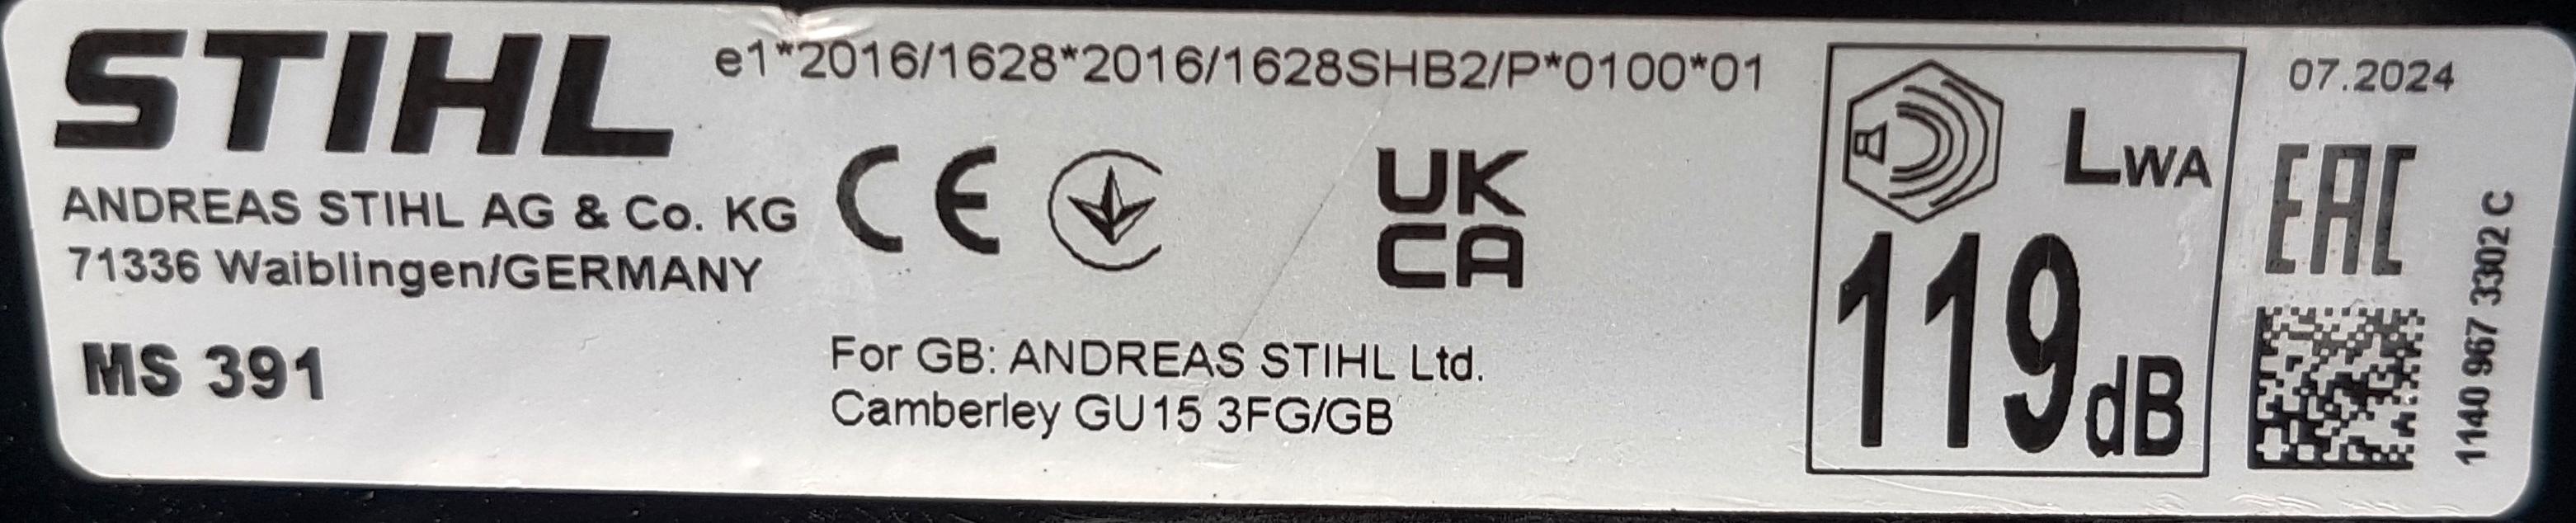 STIHL
e1*2016/1628*2016/1628SHB2/P*0100*01
ANDREAS STIHL AG & Co. KG
71336 Waiblingen/GERMANY
MS 391
CE
UK
CA
For GB: ANDREAS STIHL Ltd.
Camberley GU15 3FG/GB
LWA
119dB
07.2024
EAC
1140 967 3302 C